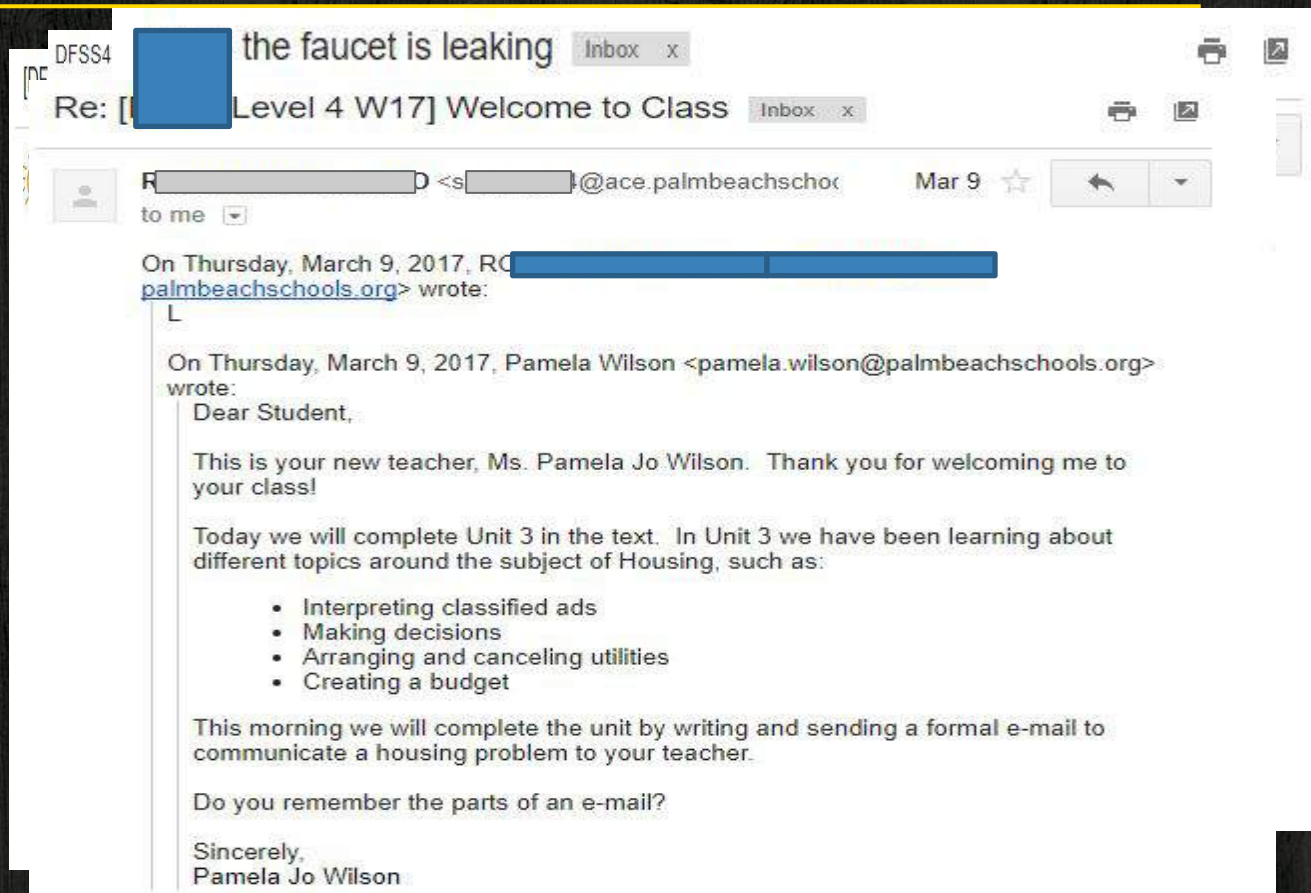 DFSS4 the faucet is leaking Inbox x
Re: [ Level 4 W17] Welcome to Class Inbox x
R D <s @ace.palmbeachschoo Mar 9
to me
On Thursday, March 9, 2017, RO
palmbeachschools.org> wrote:
L
On Thursday, March 9, 2017, Pamela Wilson <pamela.wilson@palmbeachschools.org>
wrote:
Dear Student,
This is your new teacher, Ms. Pamela Jo Wilson. Thank you for welcoming me to
your class!
Today we will complete Unit 3 in the text. In Unit 3 we have been learning about
different topics around the subject of Housing, such as:
• Interpreting classified ads
• Making decisions
• Arranging and canceling utilities
• Creating a budget
This morning we will complete the unit by writing and sending a formal e-mail to
communicate a housing problem to your teacher.
Do you remember the parts of an e-mail?
Sincerely,
Pamela Jo Wilson